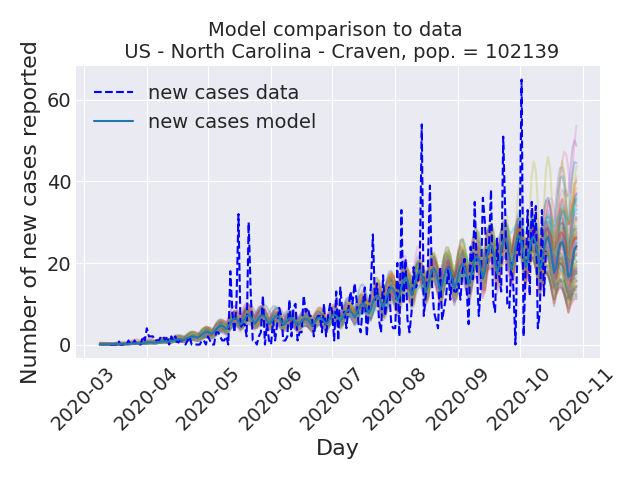 Model comparison to data
US - North Carolina - Craven, pop. = 102139
Number of new cases reported
60
40
20
0
new cases data
new cases model
2020-03
2020-04
2020-05
2020-06
2020-07
2020-08
2020-09
2020-10
2020-11
Day